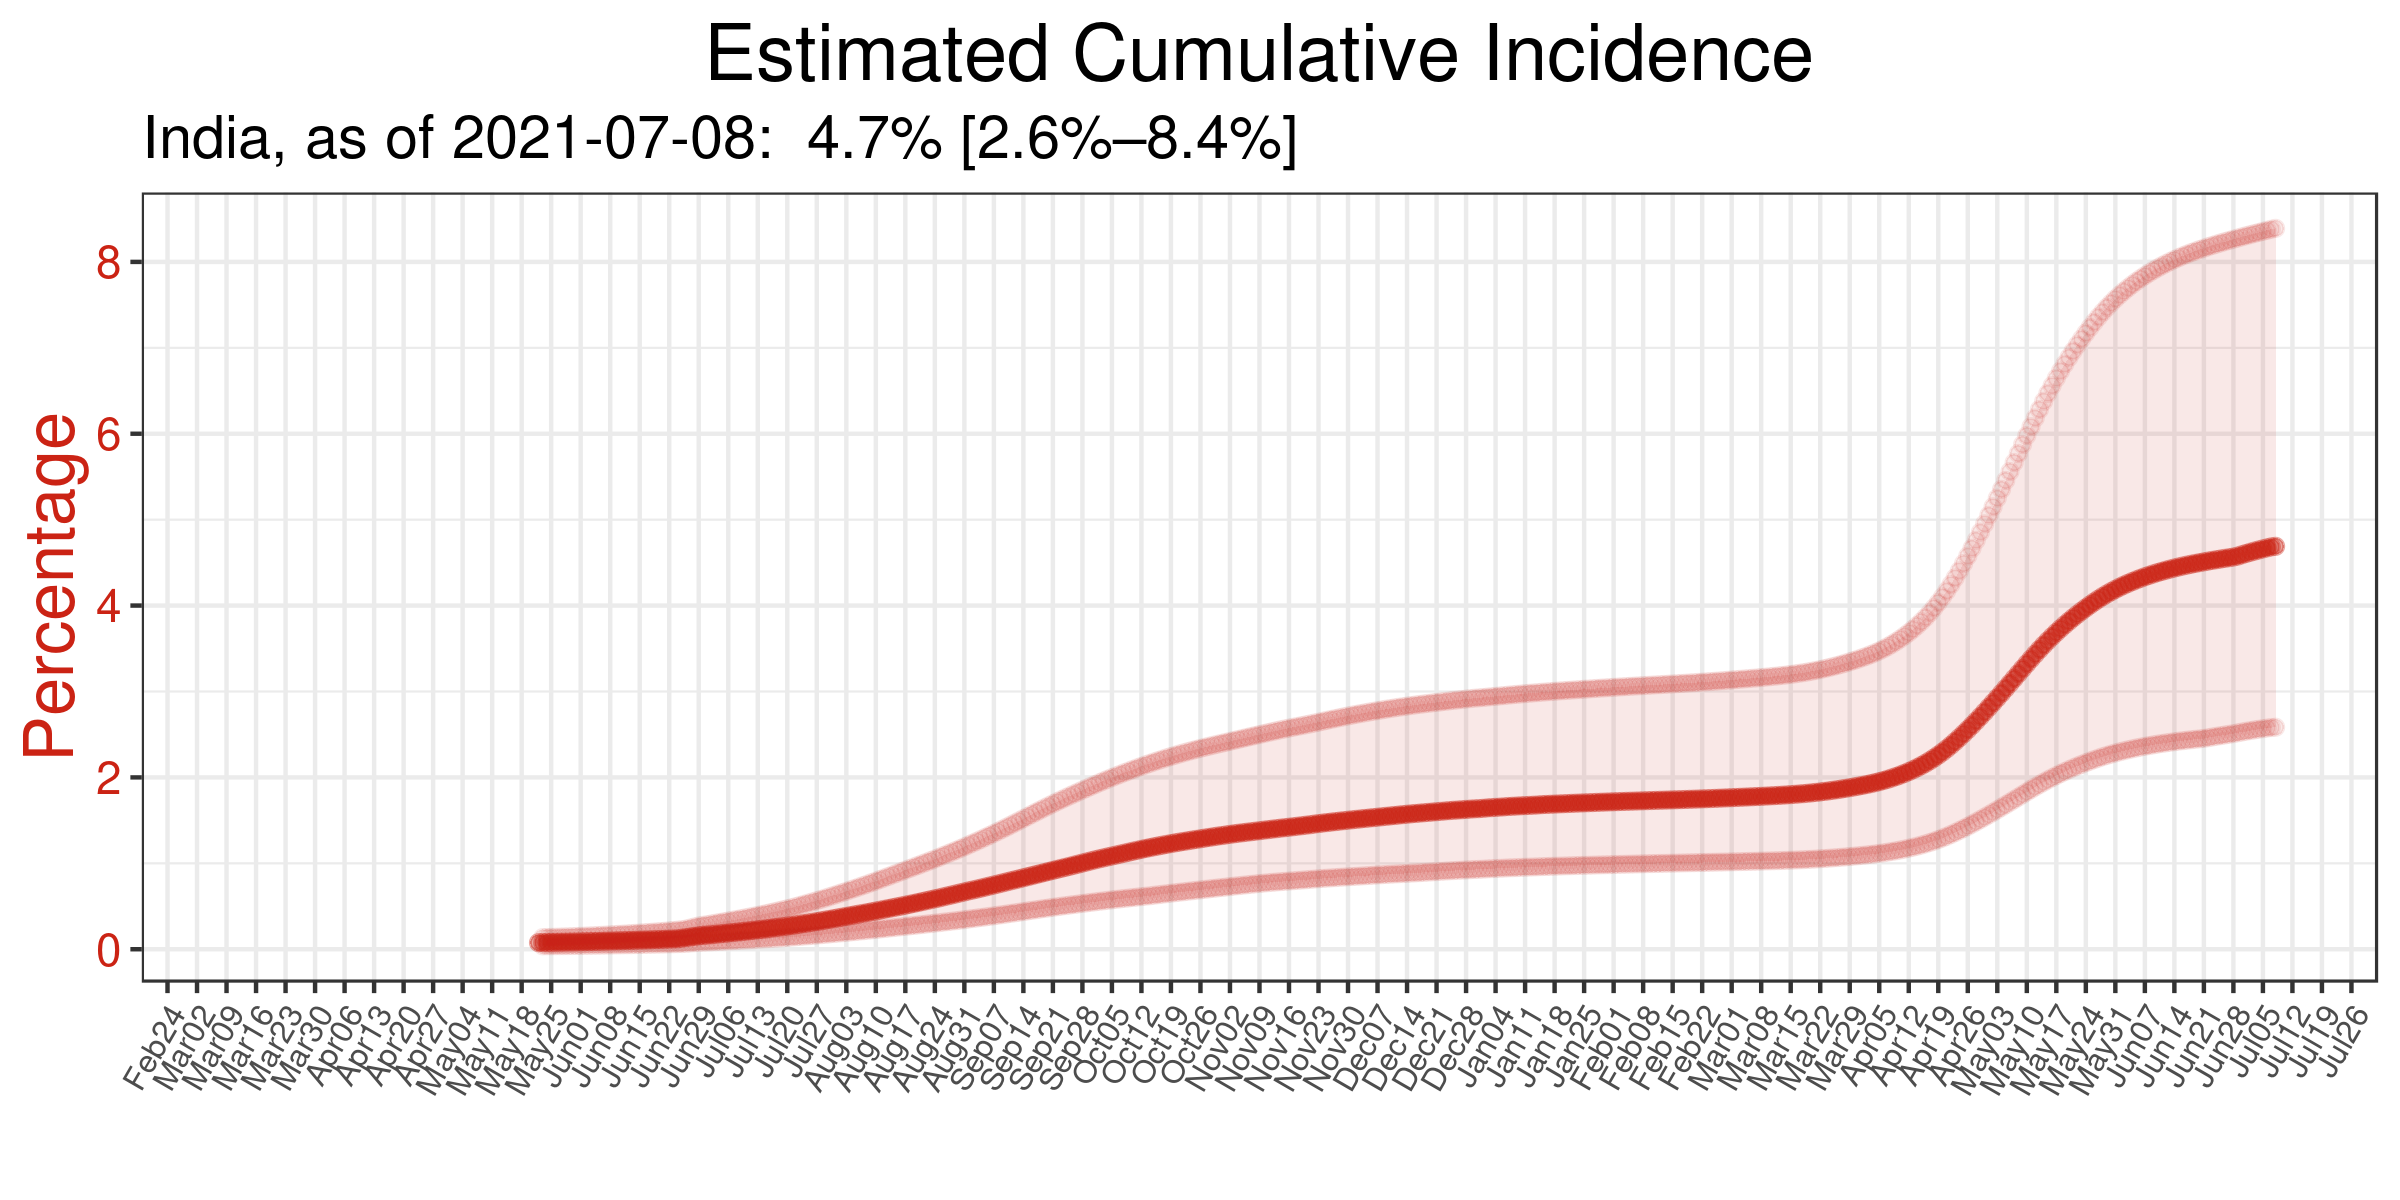 Estimated Cumulative Incidence
India, as of 2021-07-08:  4.7% [2.6%–8.4%]
Percentage
8
6
4
2
0
Feb24
Mar02
Mar09
Mar16
Mar23
Mar30
Apr06
Apr13
Apr20
Apr27
May04
May11
May18
May25
Jun01
Jun08
Jun15
Jun22
Jun29
Jul06
Jul13
Jul20
Jul27
Aug03
Aug10
Aug17
Aug24
Aug31
Sep07
Sep14
Sep21
Sep28
Oct05
Oct12
Oct19
Oct26
Nov02
Nov09
Nov16
Nov23
Nov30
Dec07
Dec14
Dec21
Dec28
Jan04
Jan11
Jan18
Jan25
Feb01
Feb08
Feb15
Feb22
Mar01
Mar08
Mar15
Mar22
Mar29
Apr05
Apr12
Apr19
Apr26
May03
May10
May17
May24
May31
Jun07
Jun14
Jun21
Jun28
Jul05
Jul12
Jul19
Jul26